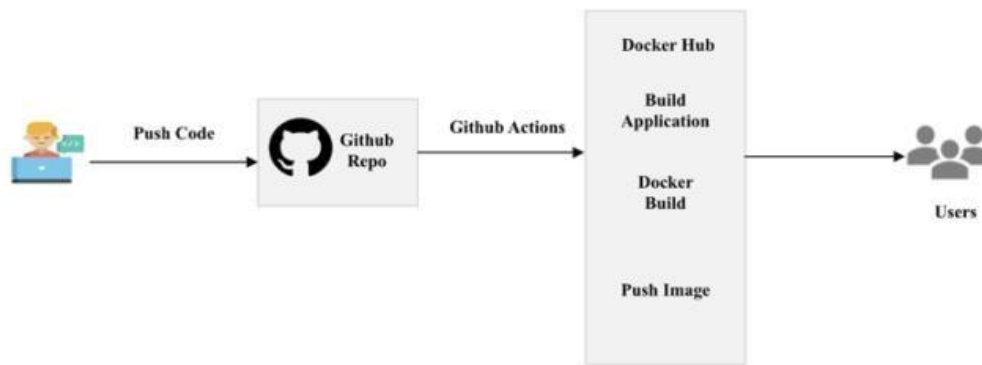 Push Code
Github
Repo
Github Actions
Docker Hub
Build
Application
Docker
Build
Push Image
Users